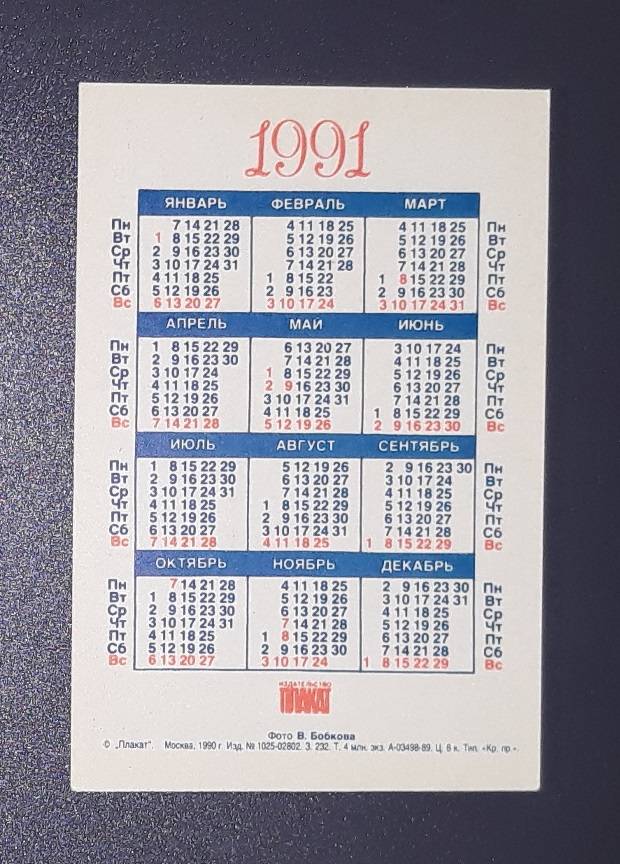 1991
ЯНВАРЬ ФЕВРАЛЬ МАРТ
Пн 7 14 21 28 4 11 18 25 4 11 18 25 Пн
Вт 1 8 15 22 29 5 12 19 26 5 12 19 26 Вт
Ср 2 9 16 23 30 6 13 20 27 6 13 20 27 Ср
Чт 3 10 17 24 31 7 14 21 28 7 14 21 28 Чт
Пт 4 11 18 25 1 8 15 22 1 8 15 22 29 Пт
Сб 5 12 19 26 2 9 16 23 2 9 16 23 30 Сб
Вс 6 13 20 27 3 10 17 24 3 10 17 24 31 Вс
АПРЕЛЬ МАЙ ИЮНЬ
Пн 1 8 15 22 29 6 13 20 27 3 10 17 24 Пн
Вт 2 9 16 23 30 7 14 21 28 4 11 18 25 Вт
Ср 3 10 17 24 1 8 15 22 29 5 12 19 26 Ср
Чт 4 11 18 25 2 9 16 23 30 6 13 20 27 Чт
Пт 5 12 19 26 3 10 17 24 31 7 14 21 28 Пт
Сб 6 13 20 27 4 11 18 25 1 8 15 22 29 Сб
Вс 7 14 21 28 5 12 19 26 2 9 16 23 30 Вс
ИЮЛЬ АВГУСТ СЕНТЯБРЬ
Пн 1 8 15 22 29 5 12 19 26 2 9 16 23 30 Пн
Вт 2 9 16 23 30 6 13 20 27 3 10 17 24 Вт
Ср 3 10 17 24 31 7 14 21 28 4 11 18 25 Ср
Чт 4 11 18 25 1 8 15 22 29 5 12 19 26 Чт
Пт 5 12 19 26 2 9 16 23 30 6 13 20 27 Пт
Сб 6 13 20 27 3 10 17 24 31 7 14 21 28 Сб
Вс 7 14 21 28 4 11 18 25 1 8 15 22 29 Вс
ОКТЯБРЬ НОЯБРЬ ДЕКАБРЬ
Пн 7 14 21 28 4 11 18 25 2 9 16 23 30 Пн
Вт 1 8 15 22 29 5 12 19 26 3 10 17 24 31 Вт
Ср 2 9 16 23 30 6 13 20 27 4 11 18 25 Ср
Чт 3 10 17 24 31 7 14 21 28 5 12 19 26 Чт
Пт 4 11 18 25 1 8 15 22 29 6 13 20 27 Пт
Сб 5 12 19 26 2 9 16 23 30 7 14 21 28 Сб
Вс 6 13 20 27 3 10 17 24 1 8 15 22 29 Вс
ИЗДАТЕЛЬСТВО
ПЛАКАТ
Фото В. Бобкова
© „Плакат". Москва, 1990 г. Изд. № 1025-02802. З. 232. Т. 4 млн. экз. А-03498-89. Ц. 6 к. Тип. «Кр. пр.».